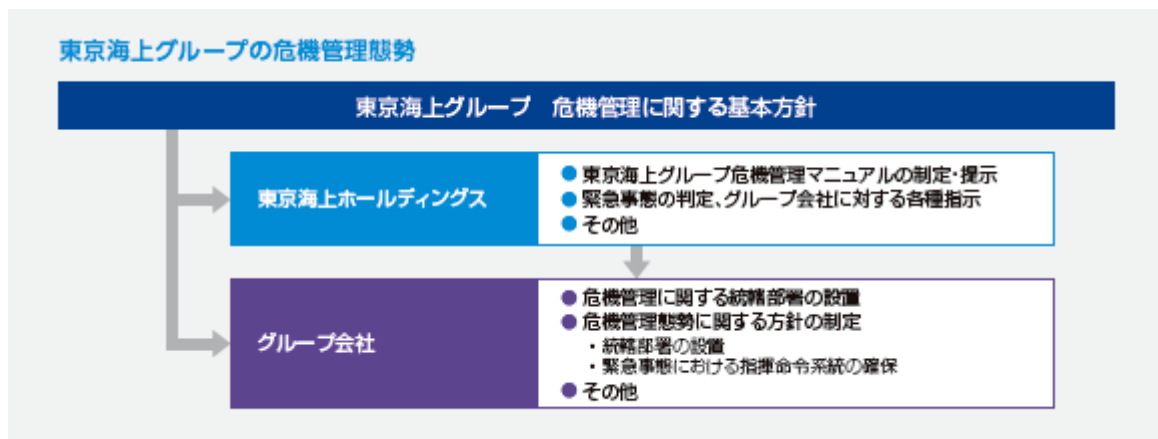 東京海上グループの危機管理態勢
東京海上グループ　危機管理に関する基本方針
東京海上ホールディングス
● 東京海上グループ危機管理マニュアルの制定・提示
● 緊急事態の判定、グループ会社に対する各種指示
● その他
グループ会社
● 危機管理に関する統轄部署の設置
● 危機管理態勢に関する方針の制定
・統轄部署の設置
・緊急事態における指揮命令系統の確保
● その他